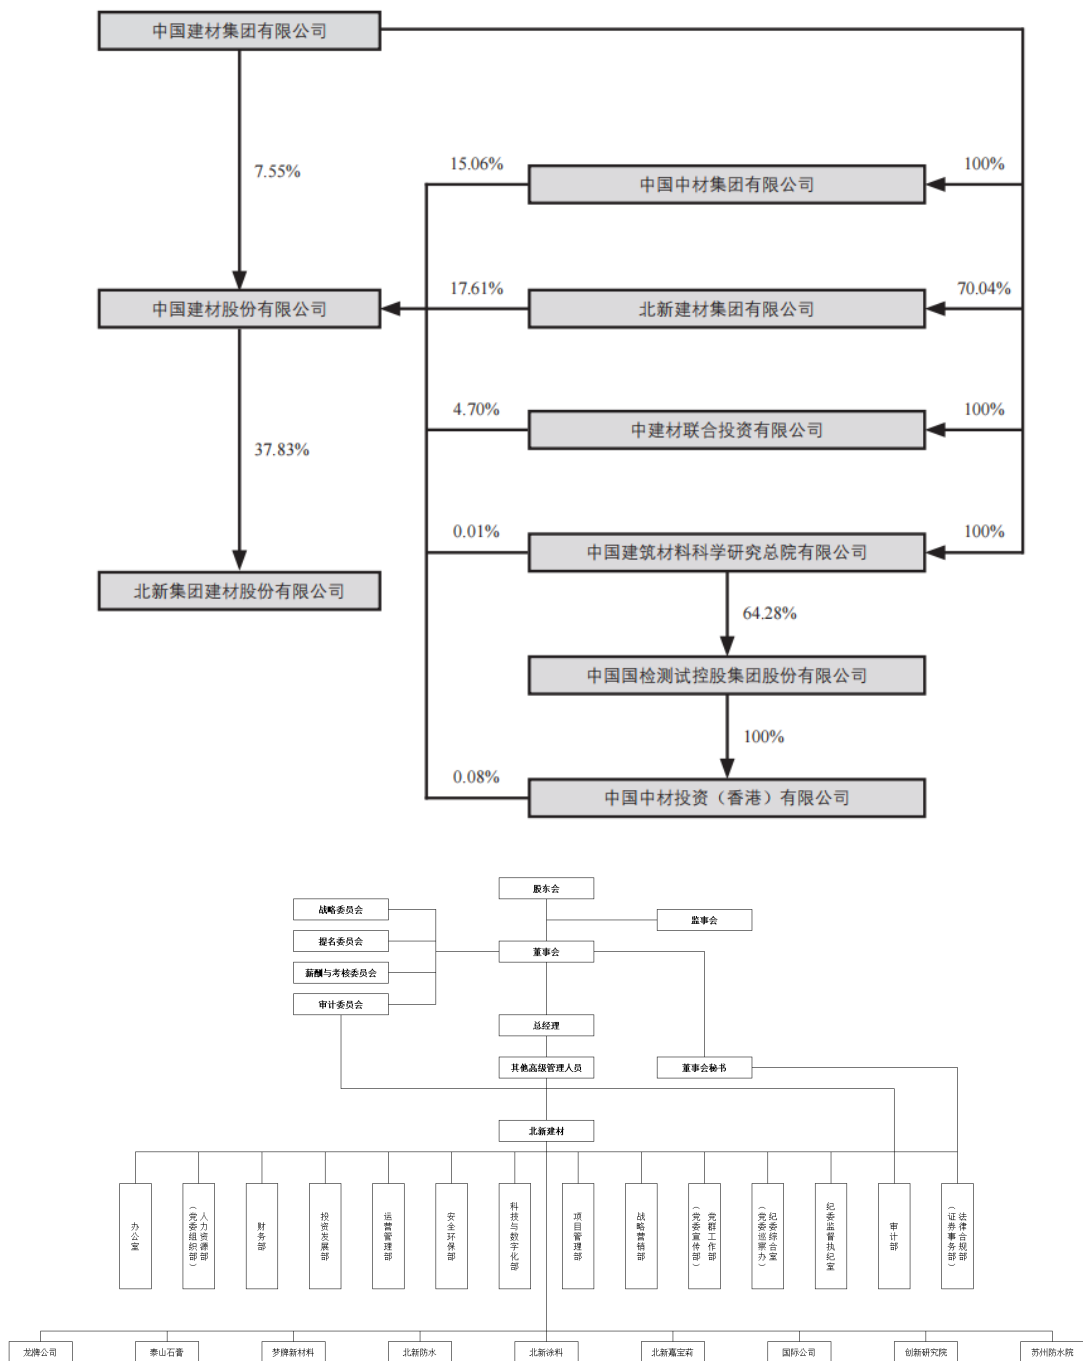 中国建材集团有限公司
7.55%
15.06%
中国中材集团有限公司
100%
中国建材股份有限公司
17.61%
北新建材集团有限公司
70.04%
4.70%
中建材联合投资有限公司
100%
37.83%
0.01%
中国建筑材料科学研究总院有限公司
100%
北新集团建材股份有限公司
64.28%
中国国检测试控股集团股份有限公司
100%
0.08%
中国中材投资（香港）有限公司
股东会
战略委员会
监事会
提名委员会
董事会
薪酬与考核委员会
审计委员会
总经理
其他高级管理人员
董事会秘书
北新建材
办公室
人力资源部
（党委组织部）
财务部
投资发展部
运营管理部
安全环保部
科技与数字化部
项目管理部
战略营销部
党群工作部
（党委宣传部）
纪委综合室
（党委巡察办）
纪委监督执纪室
审计部
法律合规部
（证券事务部）
龙牌公司
泰山石膏
梦牌新材料
北新防水
北新涂料
北新嘉宝莉
国际公司
创新研究院
苏州防水院